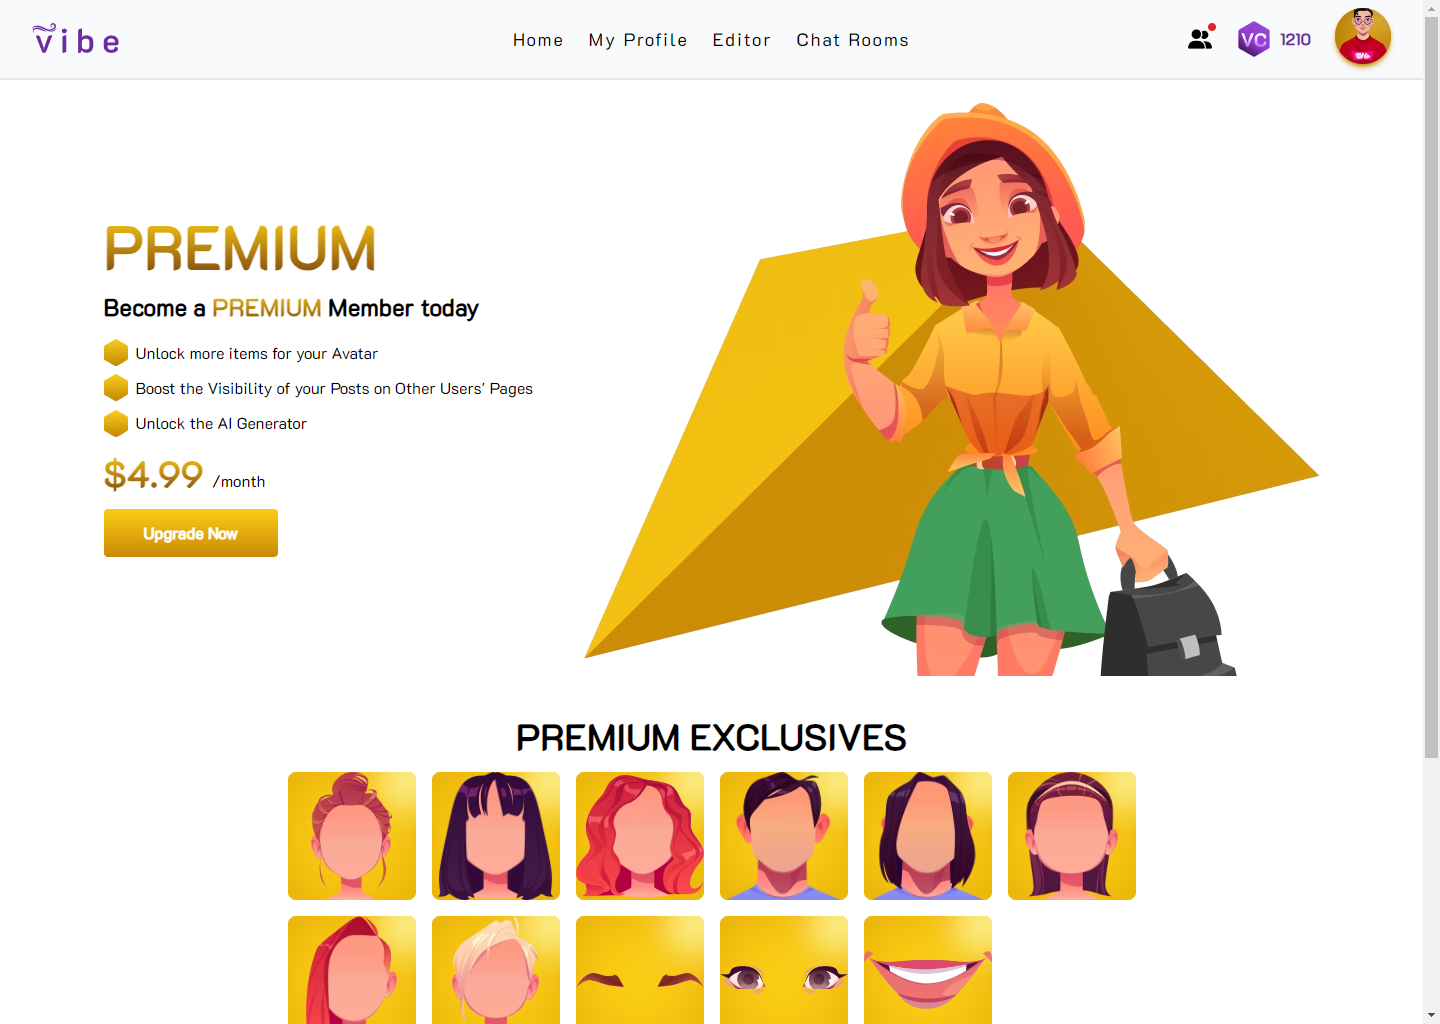 vibe
Home My Profile Editor Chat Rooms
VC 1210
PREMIUM
Become a PREMIUM Member today
Unlock more items for your Avatar
Boost the Visibility of your Posts on Other Users' Pages
Unlock the AI Generator
$4.99 /month
Upgrade Now
PREMIUM EXCLUSIVES